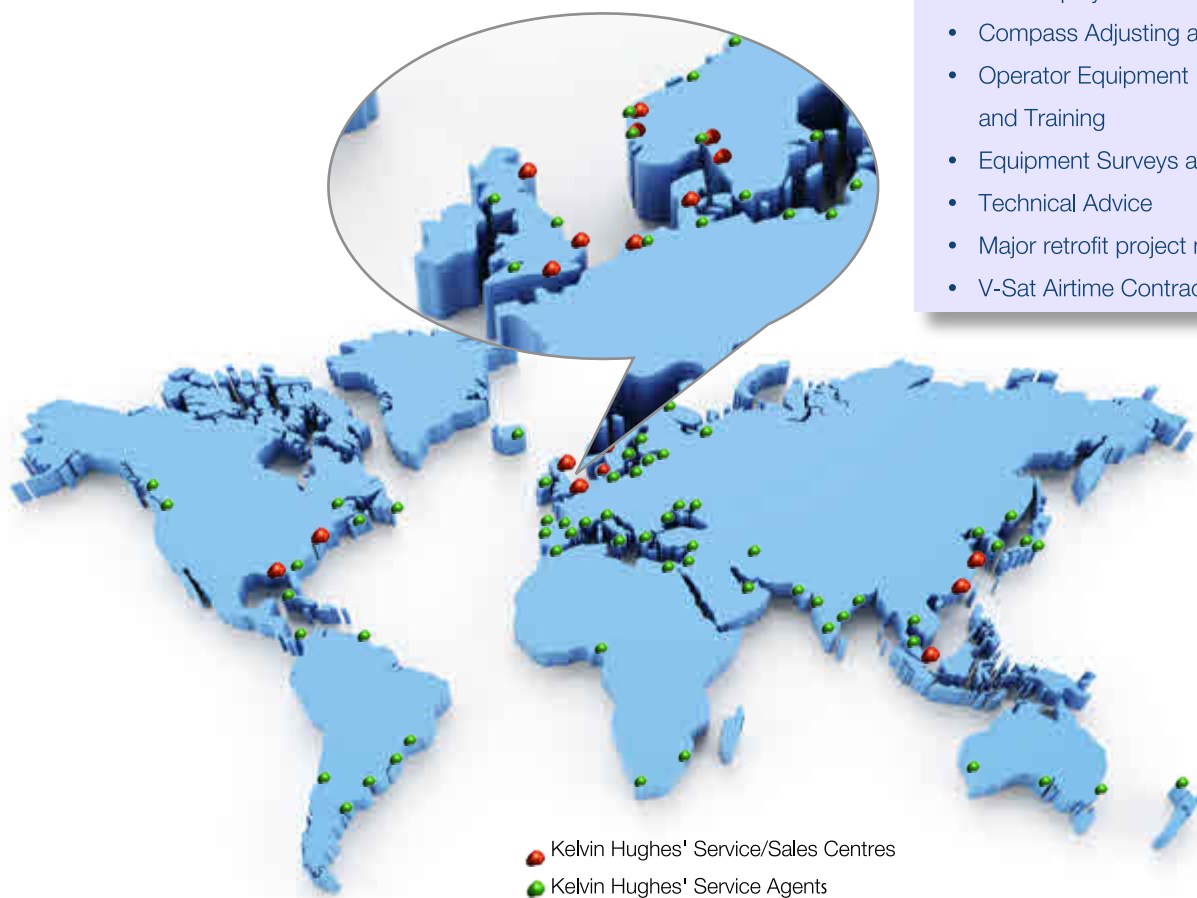 • Compass Adjusting a
• Operator Equipment
and Training
• Equipment Surveys a
• Technical Advice
• Major retrofit project
• V-Sat Airtime Contrac
Kelvin Hughes' Service/Sales Centres
Kelvin Hughes' Service Agents